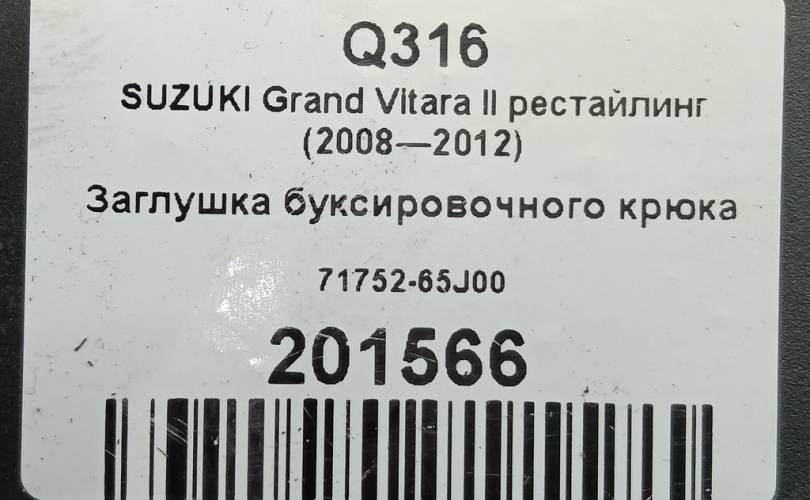 Q316
SUZUKI Grand Vitara II рестайлинг
(2008—2012)
Заглушка буксировочного крюка
71752-65J00
201566